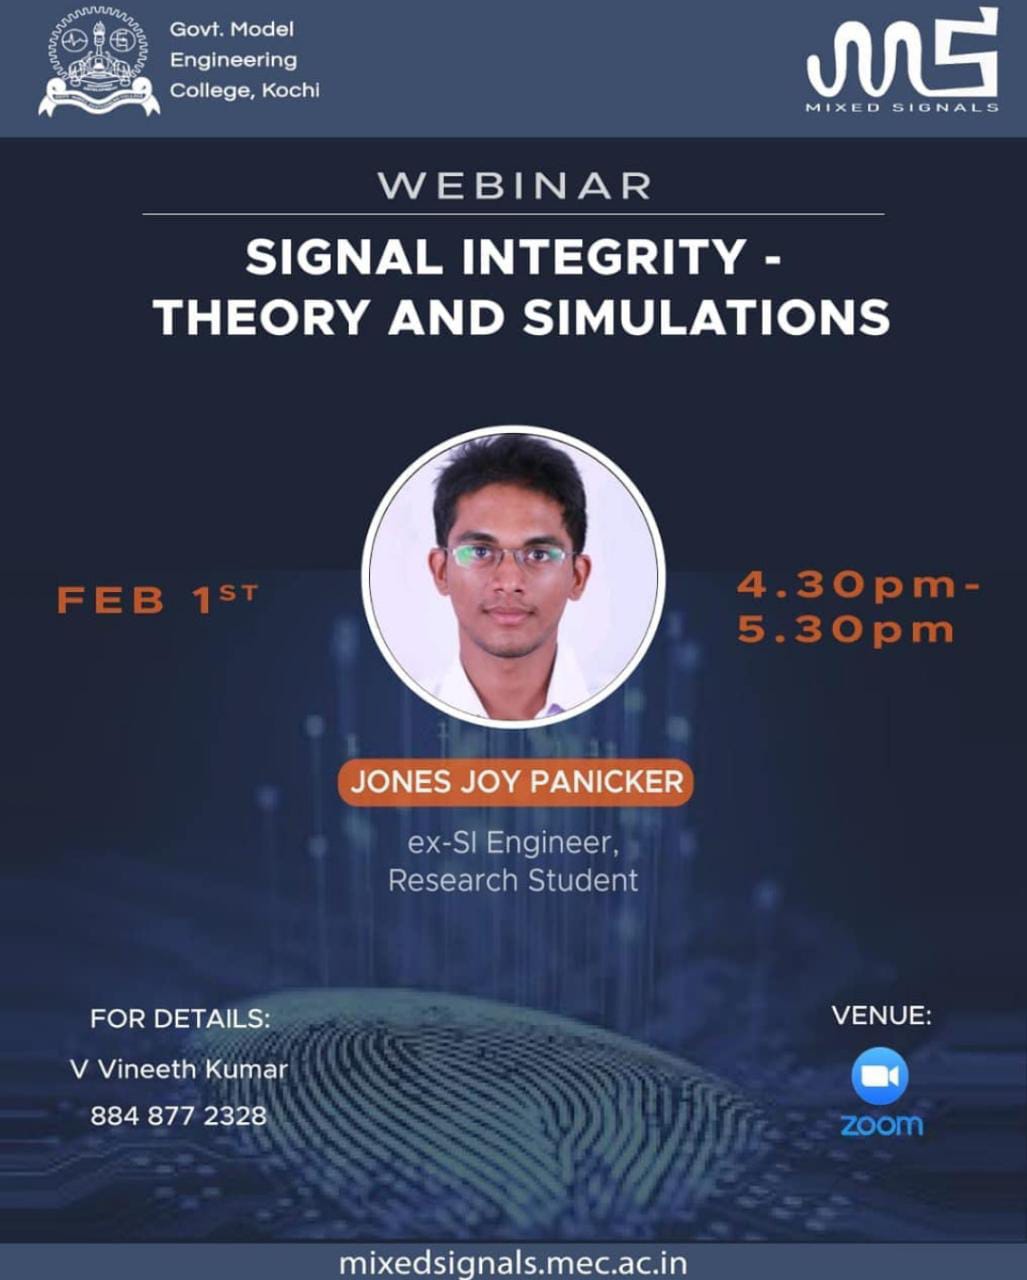 Govt. Model
Engineering
College, Kochi
MIXED SIGNALS
WEBINAR
SIGNAL INTEGRITY -
THEORY AND SIMULATIONS
FEB 1ST
4.30pm-
5.30pm
JONES JOY PANICKER
ex-SI Engineer,
Research Student
FOR DETAILS:
V Vineeth Kumar
884 877 2328
VENUE:
zoom
mixedsignals.mec.ac.in